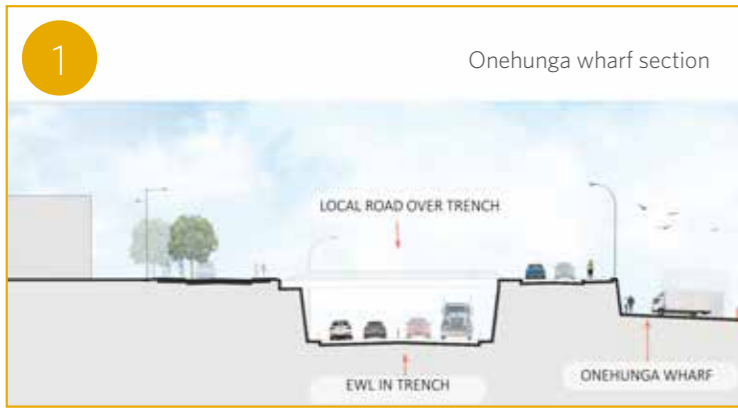 1
Onehunga wharf section
LOCAL ROAD OVER TRENCH
EWL IN TRENCH
ONEHUNGA WHARF